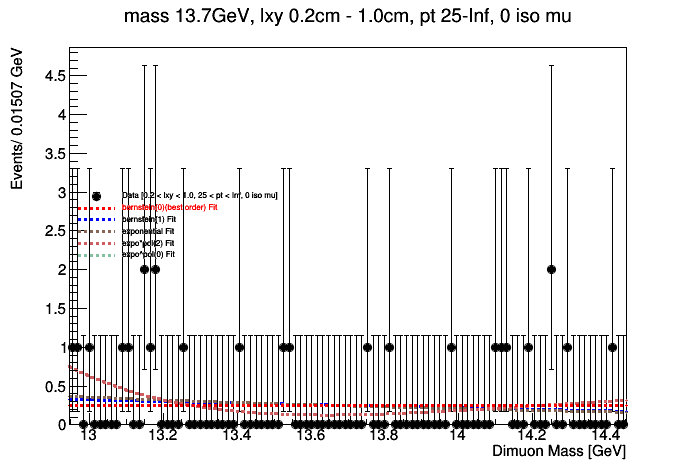 mass 13.7GeV, lxy 0.2cm - 1.0cm, pt 25-Inf, 0 iso mu
Events/ 0.01507 GeV
4.5
4
3.5
3
2.5
2
1.5
1
0.5
0
Data [0.2 < lxy < 1.0, 25 < pt < Inf, 0 iso mu]
bernstein[0](best order) Fit
bernstein(1) Fit
exponential Fit
expo*pol(2) Fit
expo*pol(0) Fit
13 13.2 13.4 13.6 13.8 14 14.2 14.4
Dimuon Mass [GeV]